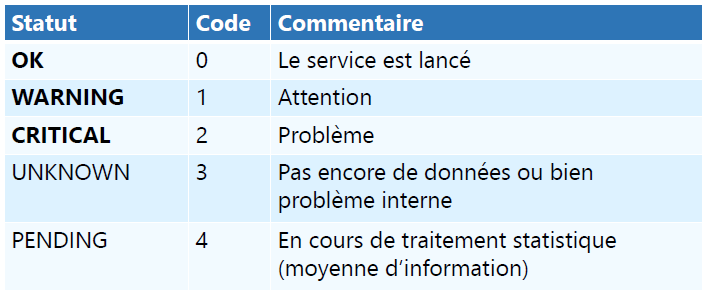 Statut Code Commentaire
OK 0 Le service est lancé
WARNING 1 Attention
CRITICAL 2 Problème
UNKNOWN 3 Pas encore de données ou bien
problème interne
PENDING 4 En cours de traitement statistique
(moyenne d’information)